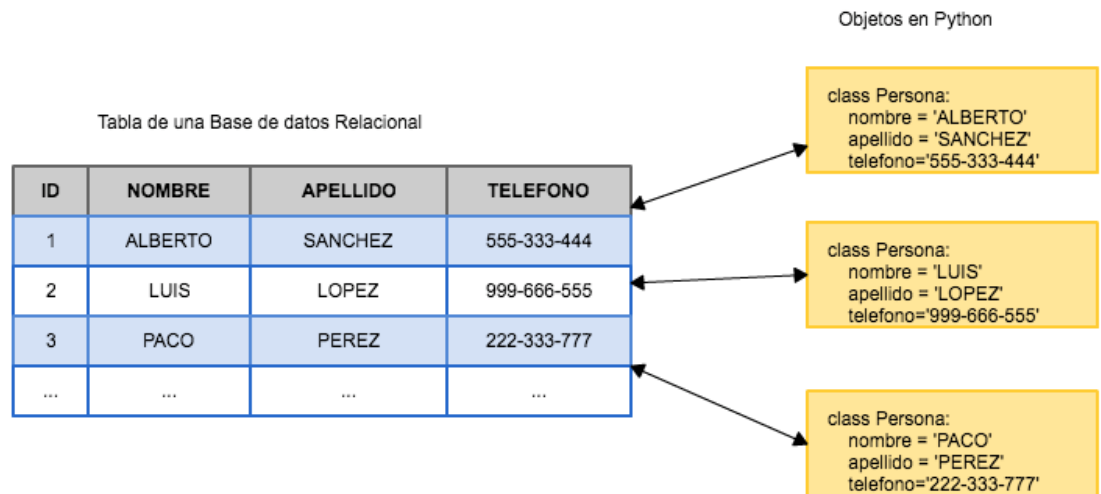 Objetos en Python
Tabla de una Base de datos Relacional
ID NOMBRE APELLIDO TELEFONO
1 ALBERTO SANCHEZ 555-333-444
2 LUIS LOPEZ 999-666-555
3 PACO PEREZ 222-333-777
... ... ... ...
class Persona:
nombre = 'ALBERTO'
apellido = 'SANCHEZ'
telefono='555-333-444'
class Persona:
nombre = 'LUIS'
apellido = 'LOPEZ'
telefono='999-666-555'
class Persona:
nombre = 'PACO'
apellido = 'PEREZ'
telefono='222-333-777'